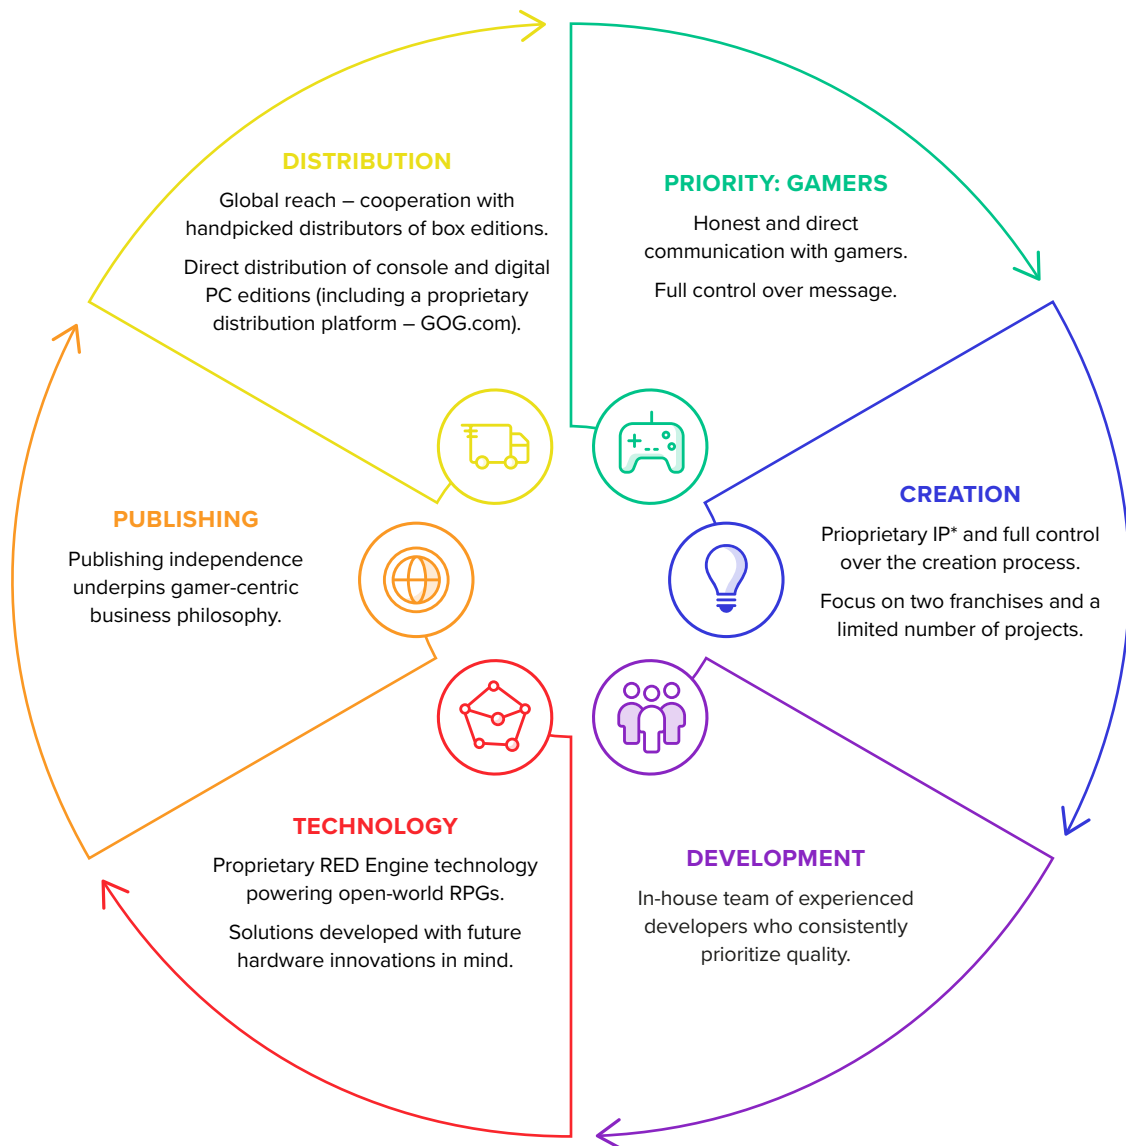 DISTRIBUTION
Global reach – cooperation with
handpicked distributors of box editions.
Direct distribution of console and digital
PC editions (including a proprietary
distribution platform – GOG.com).
PRIORITY: GAMERS
Honest and direct
communication with gamers.
Full control over message.
CREATION
Prioprietary IP* and full control
over the creation process.
Focus on two franchises and a
limited number of projects.
PUBLISHING
Publishing independence
underpins gamer-centric
business philosophy.
TECHNOLOGY
Proprietary RED Engine technology
powering open-world RPGs.
Solutions developed with future
hardware innovations in mind.
DEVELOPMENT
In-house team of experienced
developers who consistently
prioritize quality.